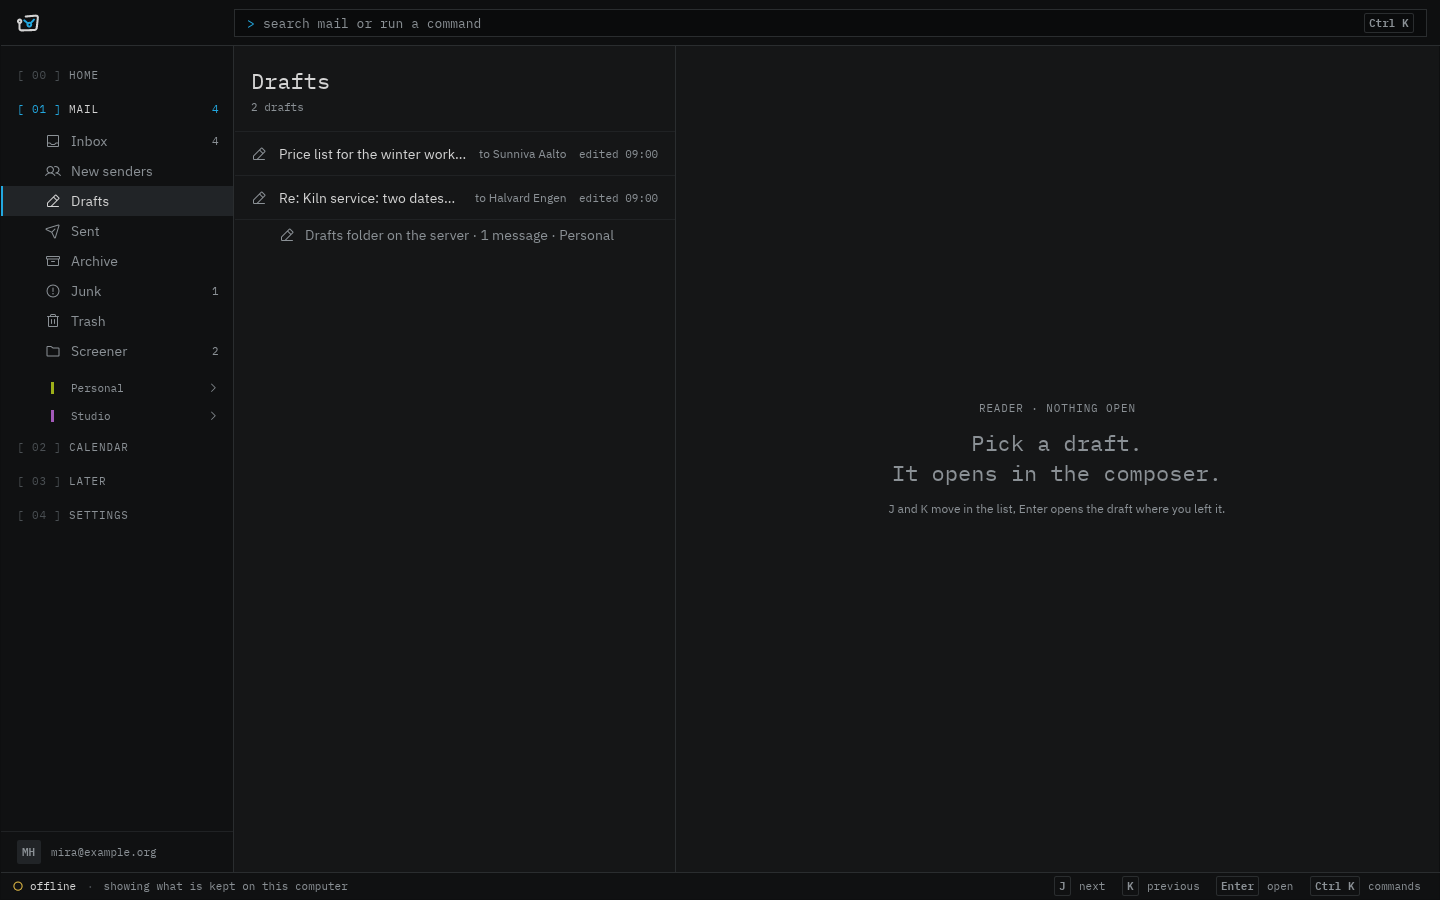 > search mail or run a command Ctrl K
[ 00 ] HOME
[ 01 ] MAIL 4
Inbox 4
New senders
Drafts
Sent
Archive
Junk 1
Trash
Screener 2
Personal
Studio
[ 02 ] CALENDAR
[ 03 ] LATER
[ 04 ] SETTINGS
MH mira@example.org
Drafts
2 drafts
Price list for the winter work… to Sunniva Aalto edited 09:00
Re: Kiln service: two dates… to Halvard Engen edited 09:00
Drafts folder on the server · 1 message · Personal
READER · NOTHING OPEN
Pick a draft.
It opens in the composer.
J and K move in the list, Enter opens the draft where you left it.
offline · showing what is kept on this computer
J next K previous Enter open Ctrl K commands